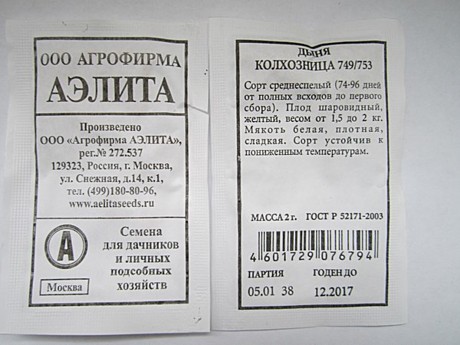 ООО АГРОФИРМА
АЭЛИТА
Произведено
ООО «Агрофирма АЭЛИТА»,
рег.№ 272.537
129323, Россия, г. Москва,
ул. Снежная, д.14, к.1,
тел. (499)180-80-96,
www.aelitaseeds.ru
А
Семена
для дачников
и личных
подсобных
хозяйств
Москва
ДЫНЯ
КОЛХОЗНИЦА 749/753
Сорт среднеспелый (74-96 дней
от полных всходов до первого
сбора). Плод шаровидный,
желтый, весом от 1,5 до 2 кг.
Мякоть белая, плотная,
сладкая. Сорт устойчив к
пониженным температурам.
МАССА 2 г. ГОСТ Р 52171-2003
4 601729 076794
ПАРТИЯ ГОДЕН ДО
05.01 38 12.2017